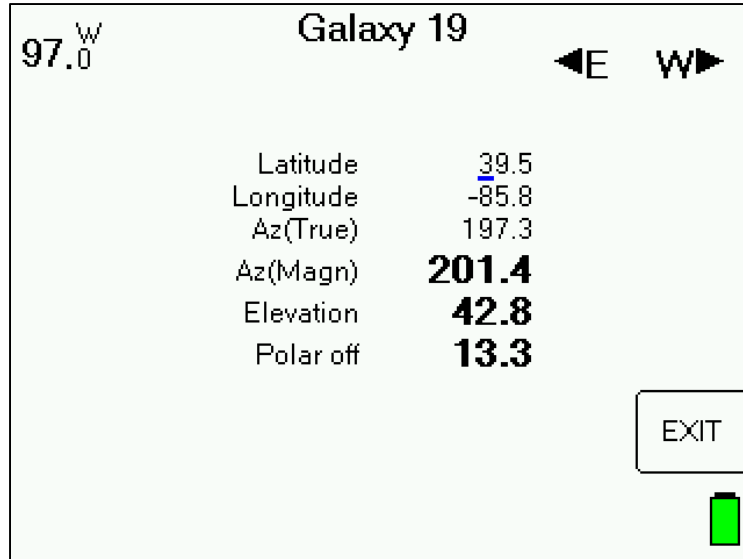 97.0 W
Galaxy 19
◀E W▶
Latitude 39.5
Longitude -85.8
Az(True) 197.3
Az(Magn) 201.4
Elevation 42.8
Polar off 13.3
EXIT